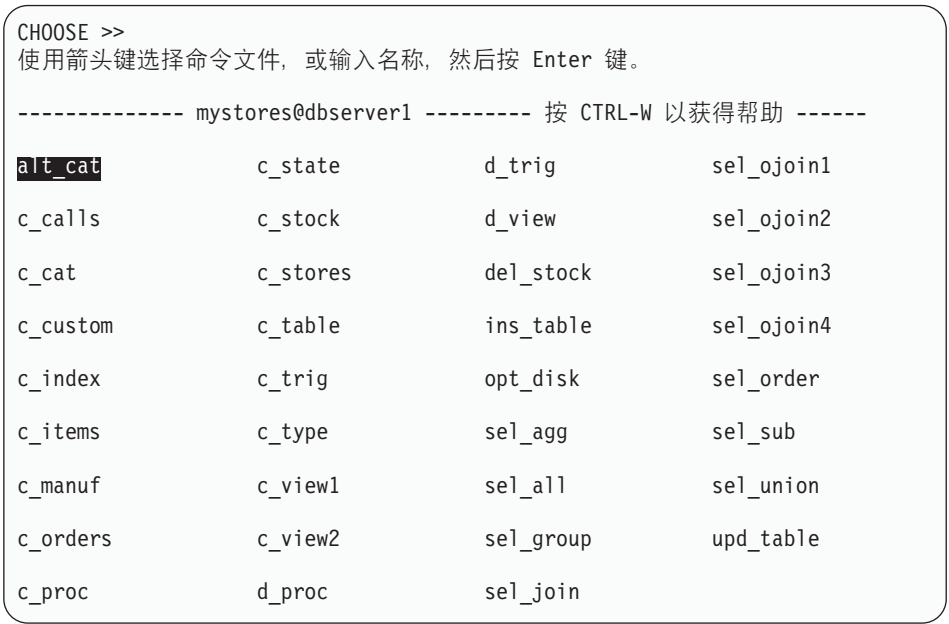 CHOOSE >>
使用箭头键选择命令文件, 或输入名称, 然后按 Enter 键。
-------------- mystores@dbserver1 --------- 按 CTRL-W 以获得帮助 ------
alt_cat c_state d_trig sel_ojoin1
c_calls c_stock d_view sel_ojoin2
c_cat c_stores del_stock sel_ojoin3
c_custom c_table ins_table sel_ojoin4
c_index c_trig opt_disk sel_order
c_items c_type sel_agg sel_sub
c_manuf c_view1 sel_all sel_union
c_orders c_view2 sel_group upd_table
c_proc d_proc sel_join